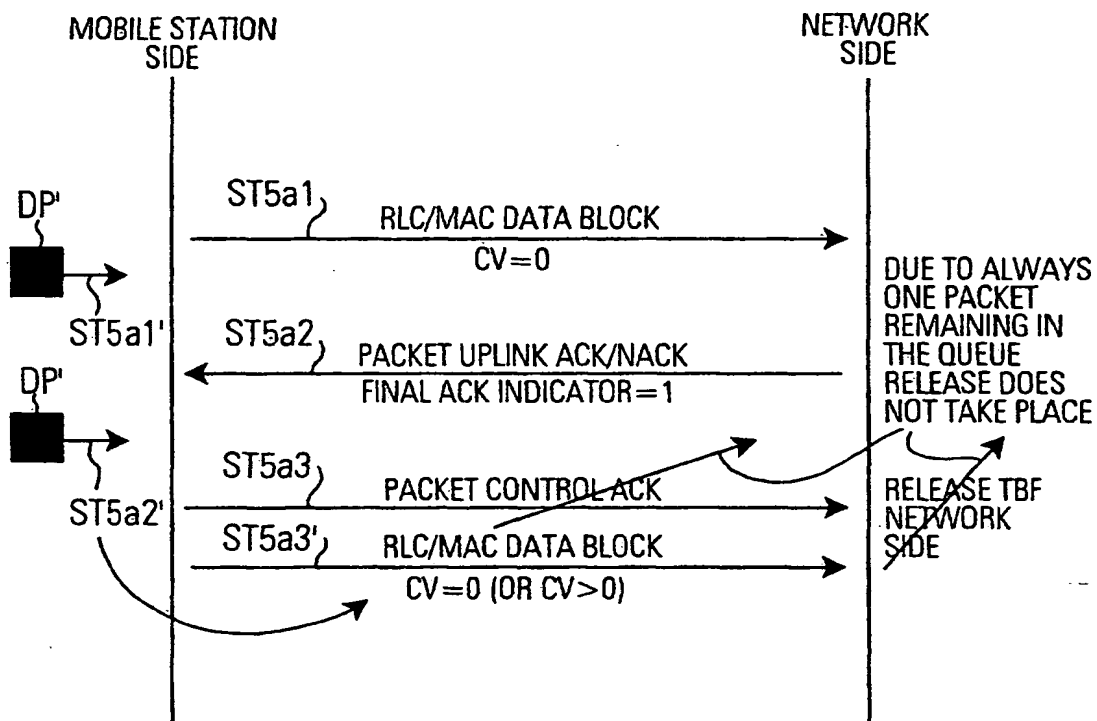 MOBILE STATION
SIDE
NETWORK
SIDE
DP'
ST5a1
RLC/MAC DATA BLOCK
CV=0
ST5a1'
DUE TO ALWAYS
ONE PACKET
REMAINING IN
THE QUEUE
RELEASE DOES
NOT TAKE PLACE
ST5a2
PACKET UPLINK ACK/NACK
FINAL ACK INDICATOR=1
DP'
ST5a2'
ST5a3
PACKET CONTROL ACK
RELEASE TBF
NETWORK
SIDE
ST5a3'
RLC/MAC DATA BLOCK
CV=0 (OR CV>0)